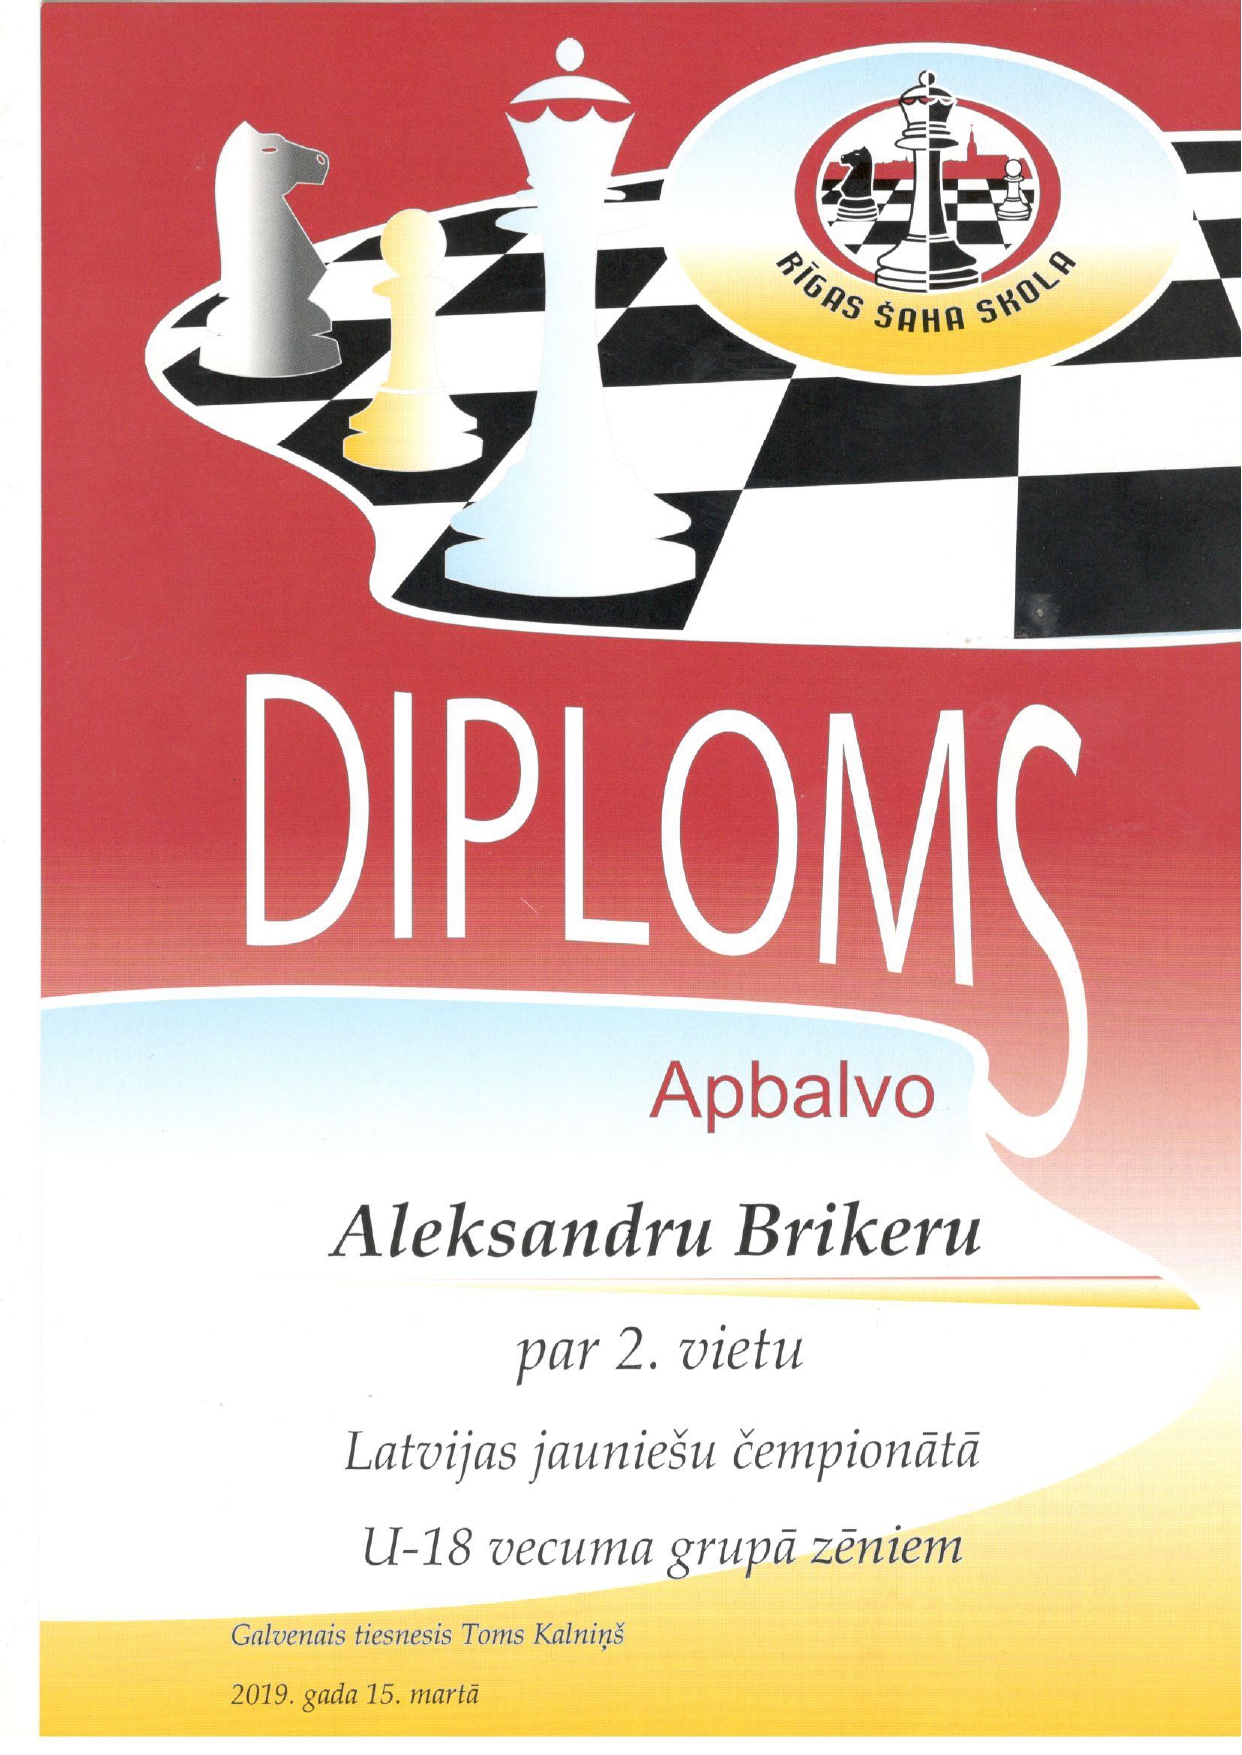 RĪGAS ŠAHA SKOLA
DIPLOMS
Apbalvo
Aleksandru Brikeru
par 2. vietu
Latvijas jauniešu čempionātā
U-18 vecuma grupā zēniem
Galvenais tiesnesis Toms Kalniņš
2019. gada 15. martā